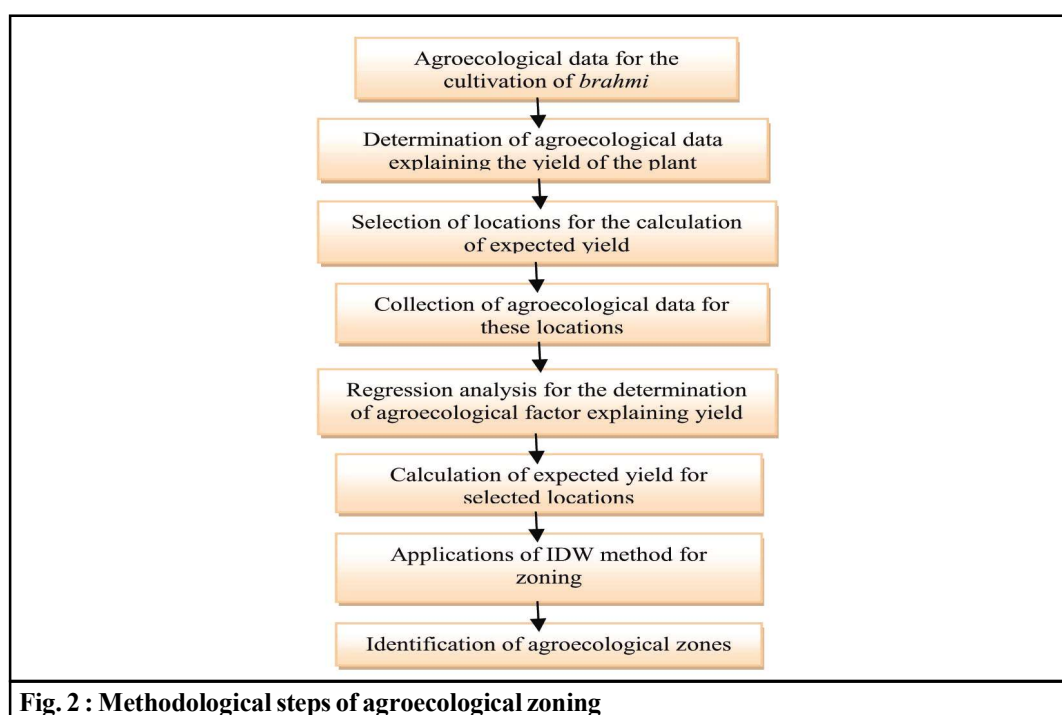 Agroecological data for the
cultivation of brahmi
Determination of agroecological data
explaining the yield of the plant
Selection of locations for the calculation
of expected yield
Collection of agroecological data for
these locations
Regression analysis for the determination
of agroecological factor explaining yield
Calculation of expected yield for
selected locations
Applications of IDW method for
zoning
Identification of agroecological zones
Fig. 2 : Methodological steps of agroecological zoning